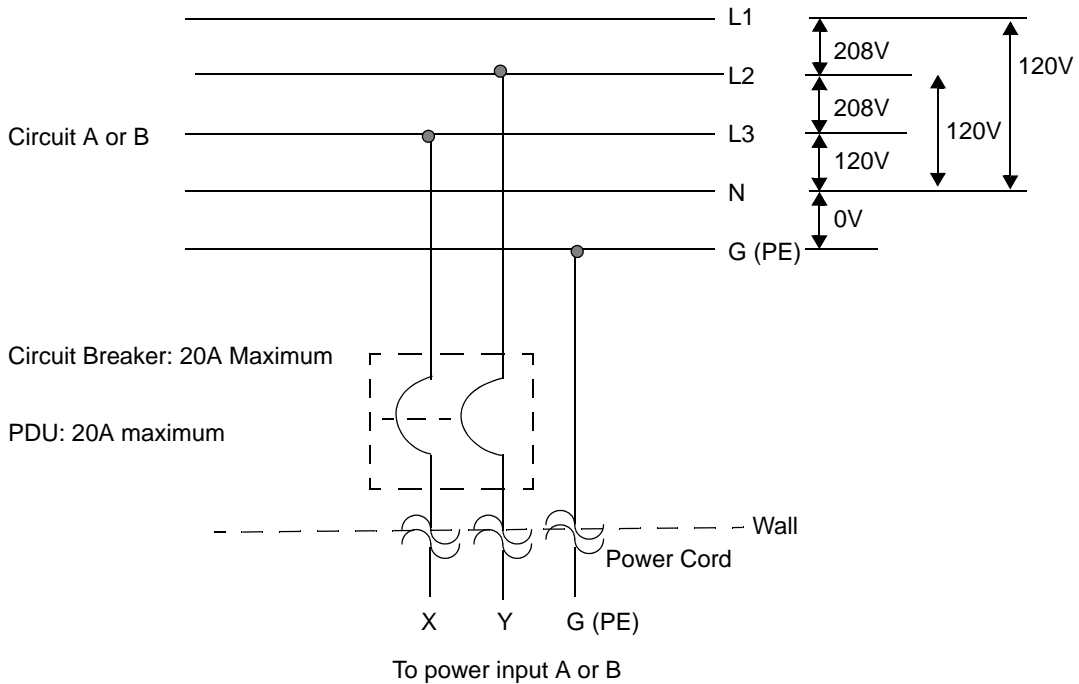 L1
208V
120V
L2
208V
Circuit A or B
L3
120V
120V
N
0V
G (PE)
Circuit Breaker: 20A Maximum
PDU: 20A maximum
Wall
Power Cord
X Y G (PE)
To power input A or B